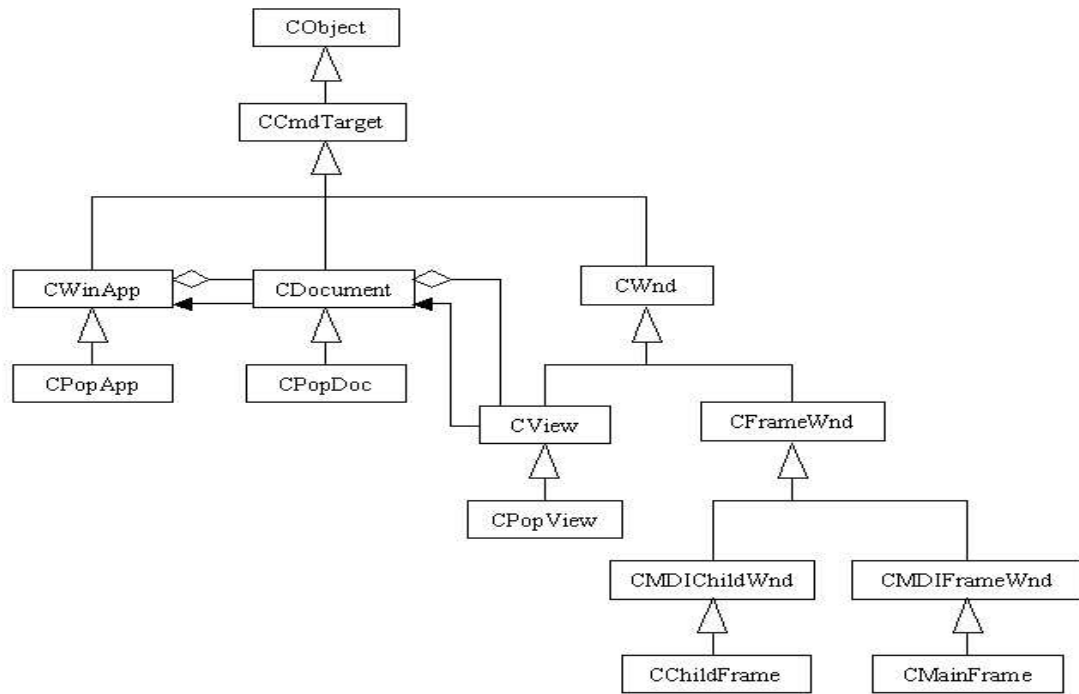 CObject
CCmdTarget
CWinApp
CDocument
CWnd
CPopApp
CPopDoc
CView
CFrameWnd
CPopView
CMDIChildWnd
CMDIFrameWnd
CChildFrame
CMainFrame